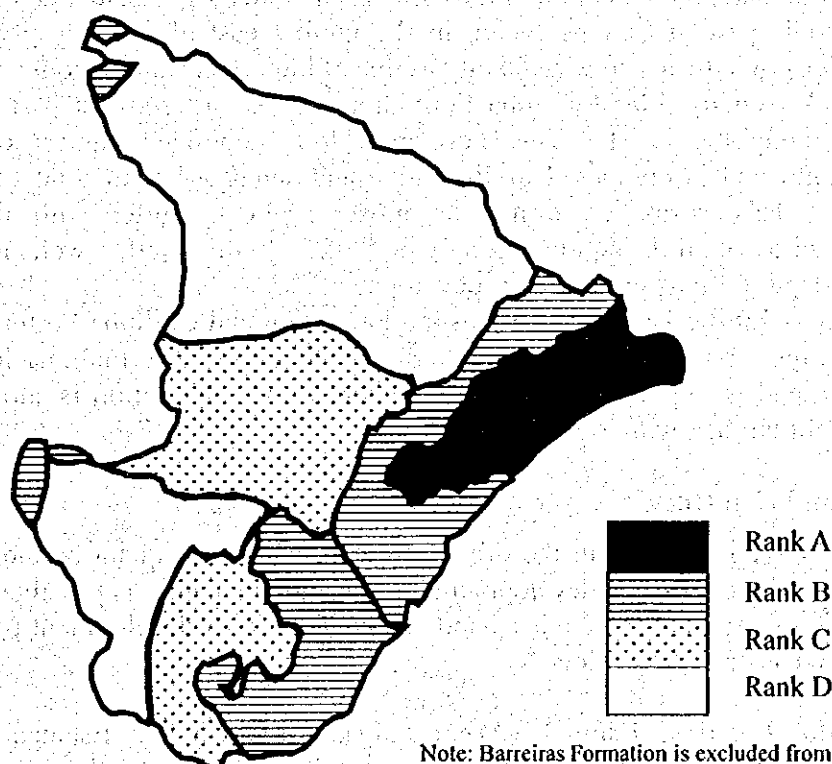 Rank A
Rank B
Rank C
Rank D
Note: Barreiras Formation is excluded from